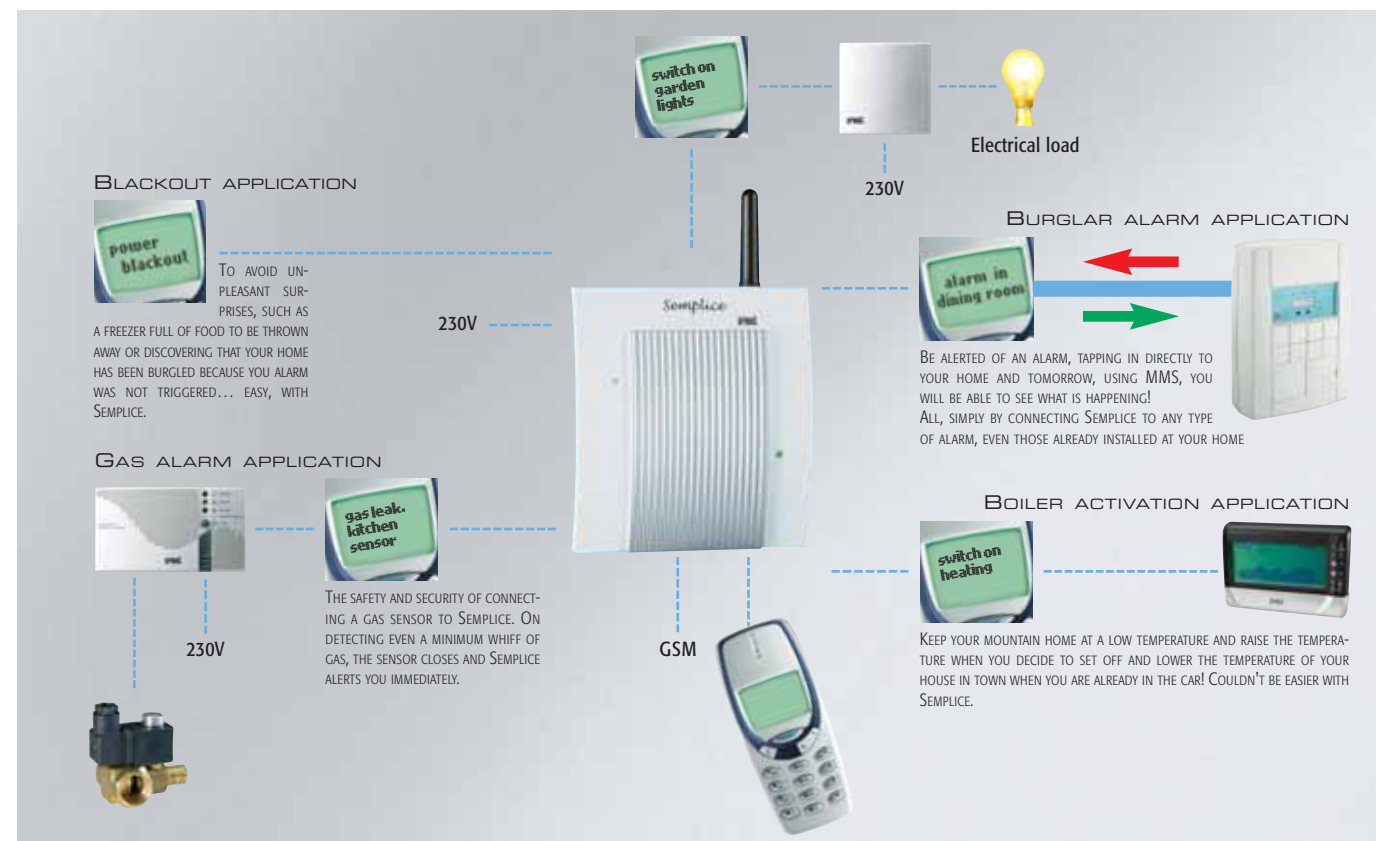 switch on
garden
lights
Electrical load
230V
BLACKOUT APPLICATION
power
blackout
TO AVOID UN-
PLEASANT SUR-
PRISES, SUCH AS
A FREEZER FULL OF FOOD TO BE THROWN
AWAY OR DISCOVERING THAT YOUR HOME
HAS BEEN BURGLED BECAUSE YOU ALARM
WAS NOT TRIGGERED... EASY, WITH
SEMPLICE.
230V
Semplice
BURGLAR ALARM APPLICATION
alarm in
dining room
BE ALERTED OF AN ALARM, TAPPING IN DIRECTLY TO
YOUR HOME AND TOMORROW, USING MMS, YOU
WILL BE ABLE TO SEE WHAT IS HAPPENING!
ALL, SIMPLY BY CONNECTING SEMPLICE TO ANY TYPE
OF ALARM, EVEN THOSE ALREADY INSTALLED AT YOUR HOME
GAS ALARM APPLICATION
gas leak.
kitchen
sensor
230V
THE SAFETY AND SECURITY OF CONNECT-
ING A GAS SENSOR TO SEMPLICE. ON
DETECTING EVEN A MINIMUM WHIFF OF
GAS, THE SENSOR CLOSES AND SEMPLICE
ALERTS YOU IMMEDIATELY.
GSM
BOILER ACTIVATION APPLICATION
switch on
heating
KEEP YOUR MOUNTAIN HOME AT A LOW TEMPERATURE AND RAISE THE TEMPERA-
TURE WHEN YOU DECIDE TO SET OFF AND LOWER THE TEMPERATURE OF YOUR
HOUSE IN TOWN WHEN YOU ARE ALREADY IN THE CAR! COULDN'T BE EASIER WITH
SEMPLICE.